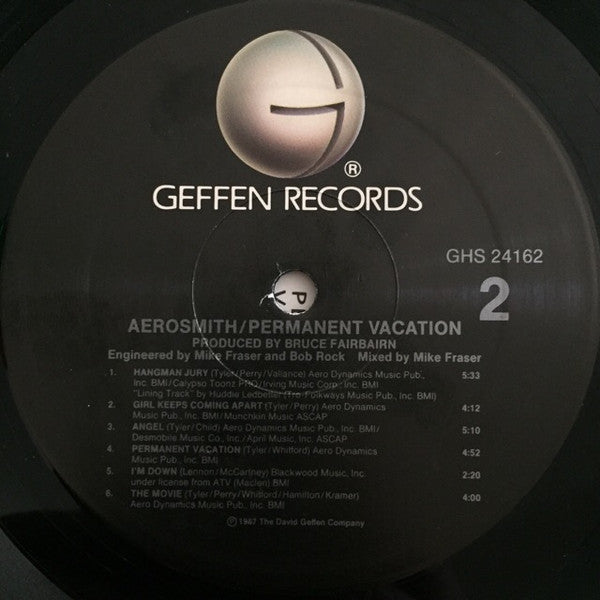 ®
GEFFEN RECORDS
GHS 24162
2
AEROSMITH/PERMANENT VACATION
PRODUCED BY BRUCE FAIRBAIRN
Engineered by Mike Fraser and Bob Rock Mixed by Mike Fraser
1. HANGMAN JURY (Tyler/Perry/Vallance) Aero Dynamics Music Pub., 5:33
Inc. BMI/Calypso Toonz PRO/Irving Music Corp., Inc. BMI
"Lining Track" by Huddie Ledbetter (Tro-Folkways Music Pub., Inc. BMI)
2. GIRL KEEPS COMING APART (Tyler/Perry) Aero Dynamics 4:12
Music Pub., Inc. BMI/Munchkin Music ASCAP
3. ANGEL (Tyler/Child) Aero Dynamics Music Pub., Inc. BMI/ 5:10
Desmobile Music Co., Inc./April Music, Inc. ASCAP
4. PERMANENT VACATION (Tyler/Whitford) Aero Dynamics 4:52
Music Pub., Inc. BMI
5. I'M DOWN (Lennon/McCartney) Blackwood Music, Inc. 2:20
under license from ATV (Maclen) BMI
6. THE MOVIE (Tyler/Perry/Whitford/Hamilton/Kramer) 4:00
Aero Dynamics Music Pub., Inc. BMI
℗ 1987 The David Geffen Company